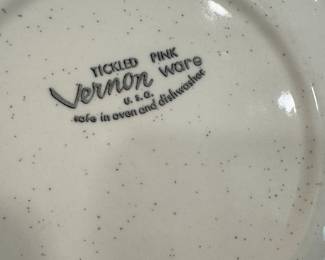 TICKLED PINK
Vernon Ware
U.S.A.
safe in oven and dishwasher